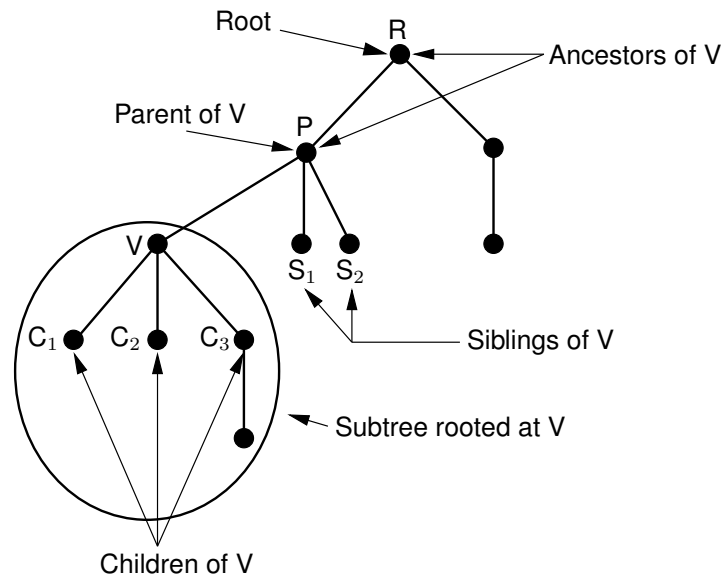 Root
R
Ancestors of V
Parent of V
P
V
S₁
S₂
C₁
C₂
C₃
Siblings of V
Subtree rooted at V
Children of V